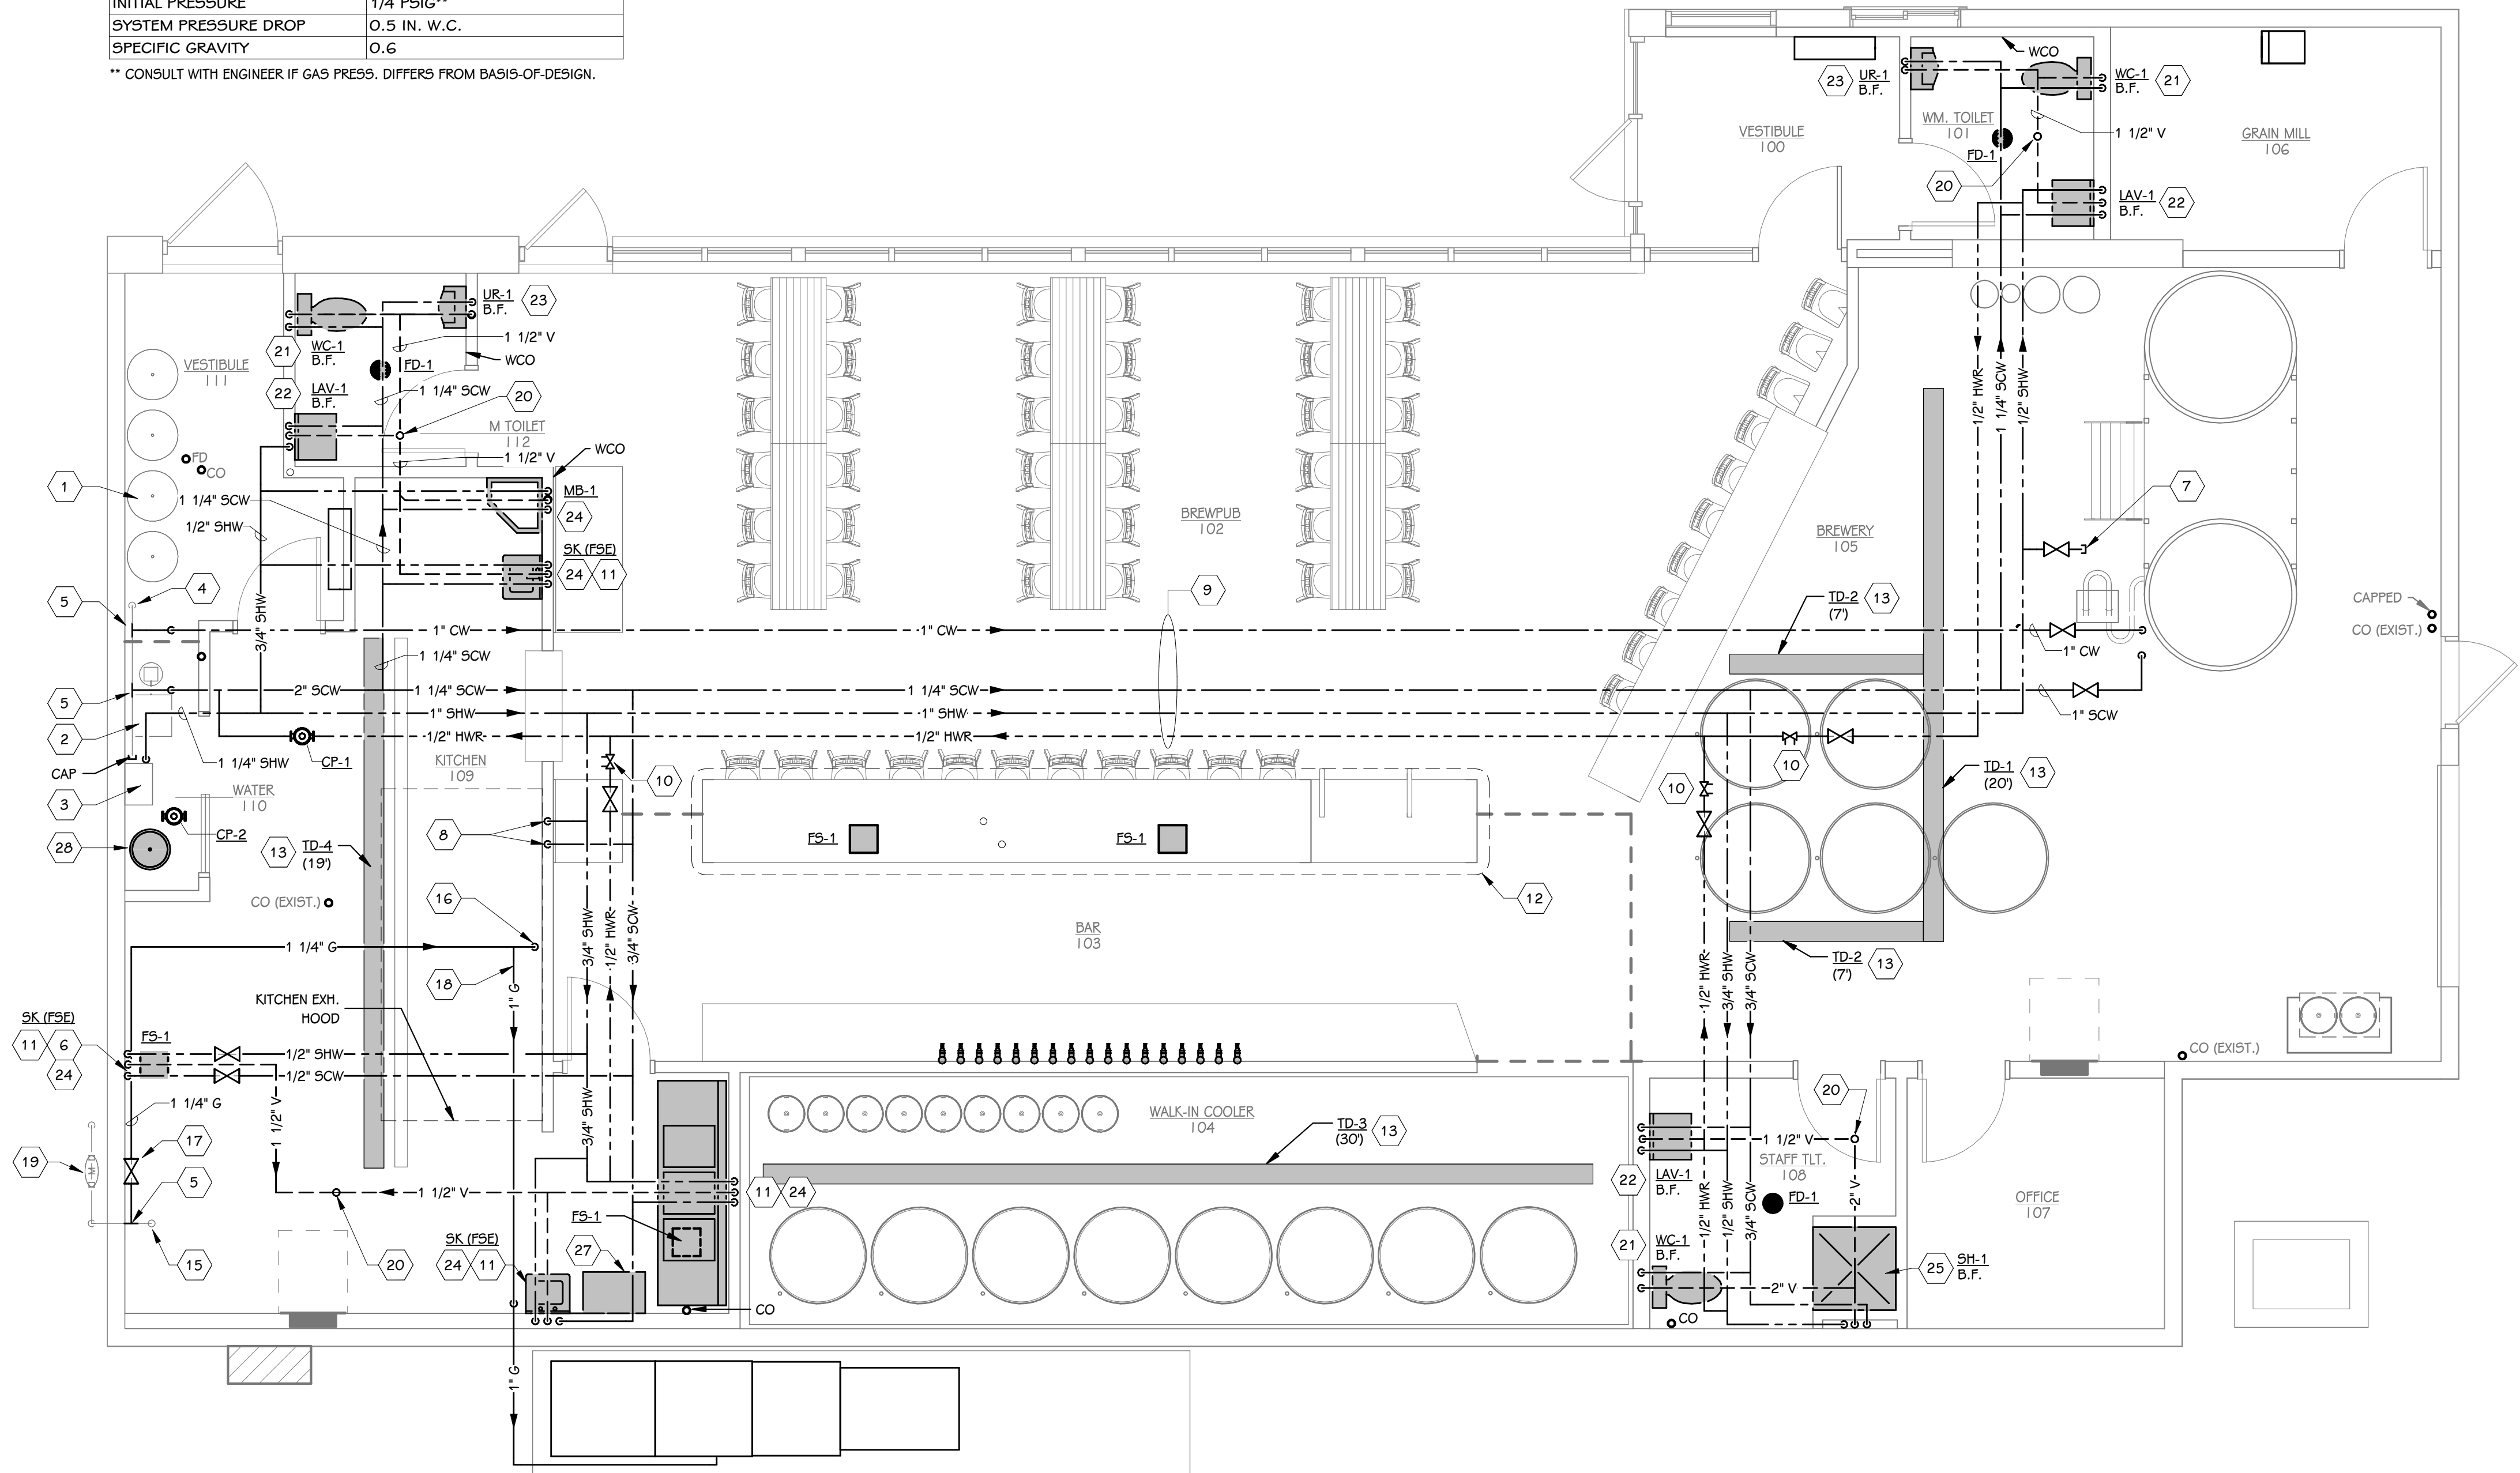 INITIAL PRESSURE 1/4 PSIG**
SYSTEM PRESSURE DROP 0.5 IN. W.C.
SPECIFIC GRAVITY 0.6
** CONSULT WITH ENGINEER IF GAS PRESS. DIFFERS FROM BASIS-OF-DESIGN.
WCO
23 UR-1
B.F.
WC-1 21
B.F.
VESTIBULE
100
WM. TOILET
101
1 1/2" V
GRAIN MILL
106
FD-1
20
LAV-1 22
B.F.
UR-1 23
B.F.
1 1/2" V
WCO
21
WC-1
B.F.
VESTIBULE
111
FD-1
22
LAV-1
B.F.
1 1/4" SCW
20
M TOILET
112
1 1/2" V
WCO
FD
CO
1
1 1/4" SCW
1/2" SHW
MB-1
24
SK (FSE)
24 11
BREWPUB
102
BREWERY
105
1/2" HWR
1 1/4" SCW
1/2" SHW
7
4
5
9
TD-2 13
(7')
CAPPED
CO (EXIST.)
3/4" SHW
1" CW
1" CW
1" CW
1 1/4" SCW
5
2" SCW
1 1/4" SCW
1 1/4" SCW
1" SCW
2
1" SHW
1" SHW
1/2" HWR
1/2" HWR
CAP
1 1/4" SHW
CP-1
KITCHEN
109
10
10
10
TD-1 13
(20')
3
WATER
110
CP-2
28
13 TD-4
(19')
8
FS-1
FS-1
12
CO (EXIST.)
16
BAR
103
3/4" SHW
1/2" HWR
3/4" SCW
1 1/4" G
18
1" G
TD-2 13
(7')
1/2" HWR
3/4" SHW
3/4" SCW
KITCHEN EXH.
HOOD
SK (FSE)
11 6
24
FS-1
1/2" SHW
1/2" SCW
CO (EXIST.)
1 1/4" G
1 1/2" V
3/4" SHW
WALK-IN COOLER
104
TD-3 13
(30')
20
17
19
M
5
1 1/2" V
STAFF TLT.
108
22
LAV-1
B.F.
1 1/2" V
11 24
FD-1
2" V
OFFICE
107
15
20
FS-1
SK (FSE)
24 11
27
1/2" HWR
1/2" SHW
3/4" SCW
21
WC-1
B.F.
2" V
25 SH-1
B.F.
CO
CO
1" G